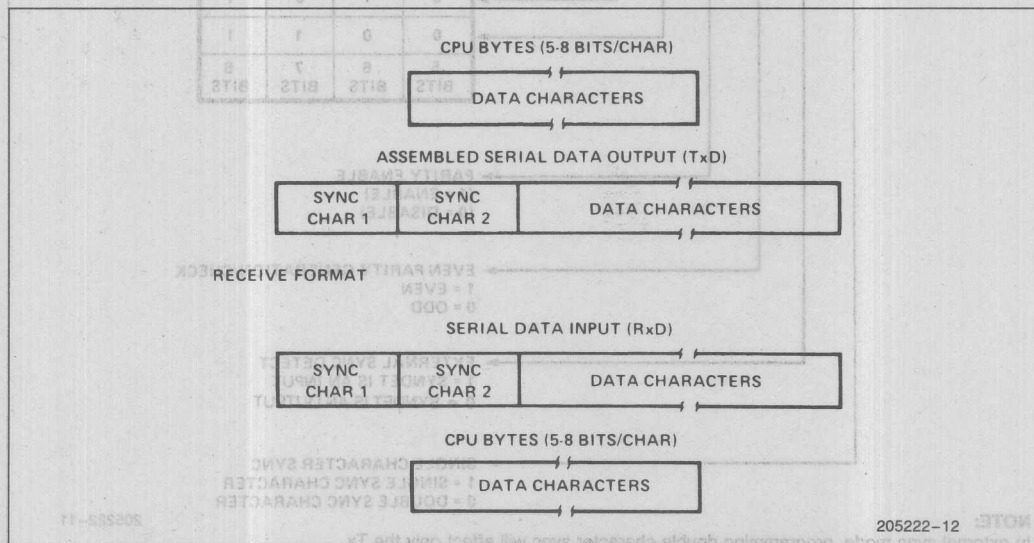 CPU BYTES (5-8 BITS/CHAR)
DATA CHARACTERS
ASSEMBLED SERIAL DATA OUTPUT (TxD)
SYNC CHAR 1
SYNC CHAR 2
DATA CHARACTERS
RECEIVE FORMAT
SERIAL DATA INPUT (RxD)
SYNC CHAR 1
SYNC CHAR 2
DATA CHARACTERS
CPU BYTES (5-8 BITS/CHAR)
DATA CHARACTERS
205222-12